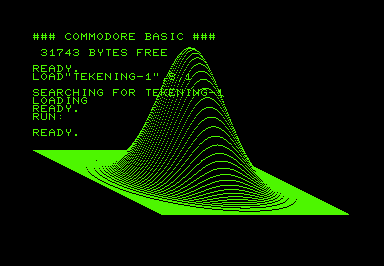 ### COMMODORE BASIC ###
31743 BYTES FREE
READY.
LOAD"TEKENING-1" 8 1
SEARCHING FOR TEKENING-1
LOADING
READY.
RUN:
READY.